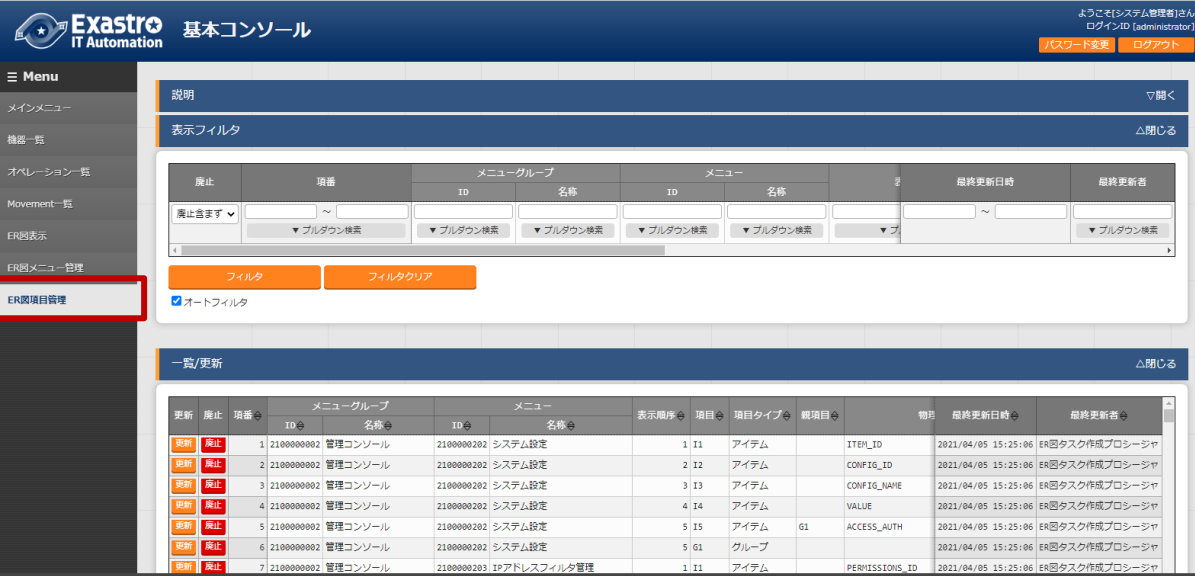 Exastro
IT Automation
基本コンソール
ようこそ[システム管理者]さん
ログインID [administrator]
パスワード変更 ログアウト
☰ Menu
メインメニュー
機器一覧
オペレーション一覧
Movement一覧
ER図表示
ER図メニュー管理
ER図項目管理
説明 ▽開く
表示フィルタ △閉じる
廃止 項番 メニューグループ メニュー 最終更新日時 最終更新者
ID 名称 ID 名称
廃止含まず ～ ～
▼プルダウン検索 ▼プルダウン検索 ▼プルダウン検索 ▼プルダウン検索 ▼プルダウン検索 ▼プ ▼プルダウン検索
フィルタ フィルタクリア
オートフィルタ
一覧/更新 △閉じる
更新 廃止 項番 メニューグループ メニュー 表示順序 項目 項目タイプ 親項目 物理 最終更新日時 最終更新者
ID 名称 ID 名称
更新 廃止 1 2100000002 管理コンソール 2100000202 システム設定 1 I1 アイテム ITEM_ID 2021/04/05 15:25:06 ER図タスク作成プロシージャ
更新 廃止 2 2100000002 管理コンソール 2100000202 システム設定 2 I2 アイテム CONFIG_ID 2021/04/05 15:25:06 ER図タスク作成プロシージャ
更新 廃止 3 2100000002 管理コンソール 2100000202 システム設定 3 I3 アイテム CONFIG_NAME 2021/04/05 15:25:06 ER図タスク作成プロシージャ
更新 廃止 4 2100000002 管理コンソール 2100000202 システム設定 4 I4 アイテム VALUE 2021/04/05 15:25:06 ER図タスク作成プロシージャ
更新 廃止 5 2100000002 管理コンソール 2100000202 システム設定 5 I5 アイテム G1 ACCESS_AUTH 2021/04/05 15:25:06 ER図タスク作成プロシージャ
更新 廃止 6 2100000002 管理コンソール 2100000202 システム設定 5 G1 グループ 2021/04/05 15:25:06 ER図タスク作成プロシージャ
更新 廃止 7 2100000002 管理コンソール 2100000203 IPアドレスフィルタ管理 1 I1 アイテム PERMISSIONS_ID 2021/04/05 15:25:06 ER図タスク作成プロシージャ